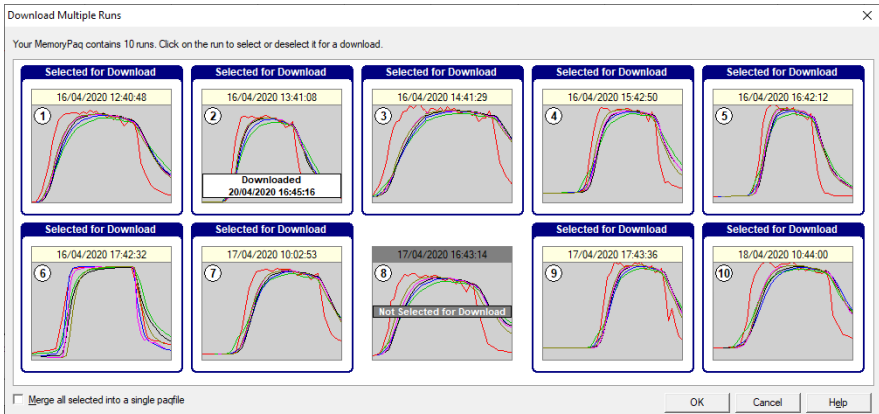 Download Multiple Runs
Your MemoryPaq contains 10 runs. Click on the run to select or deselect it for a download.
Selected for Download
16/04/2020 12:40:48
1
Selected for Download
16/04/2020 13:41:08
2
Downloaded
20/04/2020 16:45:16
Selected for Download
16/04/2020 14:41:29
3
Selected for Download
16/04/2020 15:42:50
4
Selected for Download
16/04/2020 16:42:12
5
Selected for Download
16/04/2020 17:42:32
6
Selected for Download
17/04/2020 10:02:53
7
17/04/2020 16:43:14
8
Not Selected for Download
Selected for Download
17/04/2020 17:43:36
9
Selected for Download
18/04/2020 10:44:00
10
Merge all selected into a single paqfile
OK
Cancel
Help